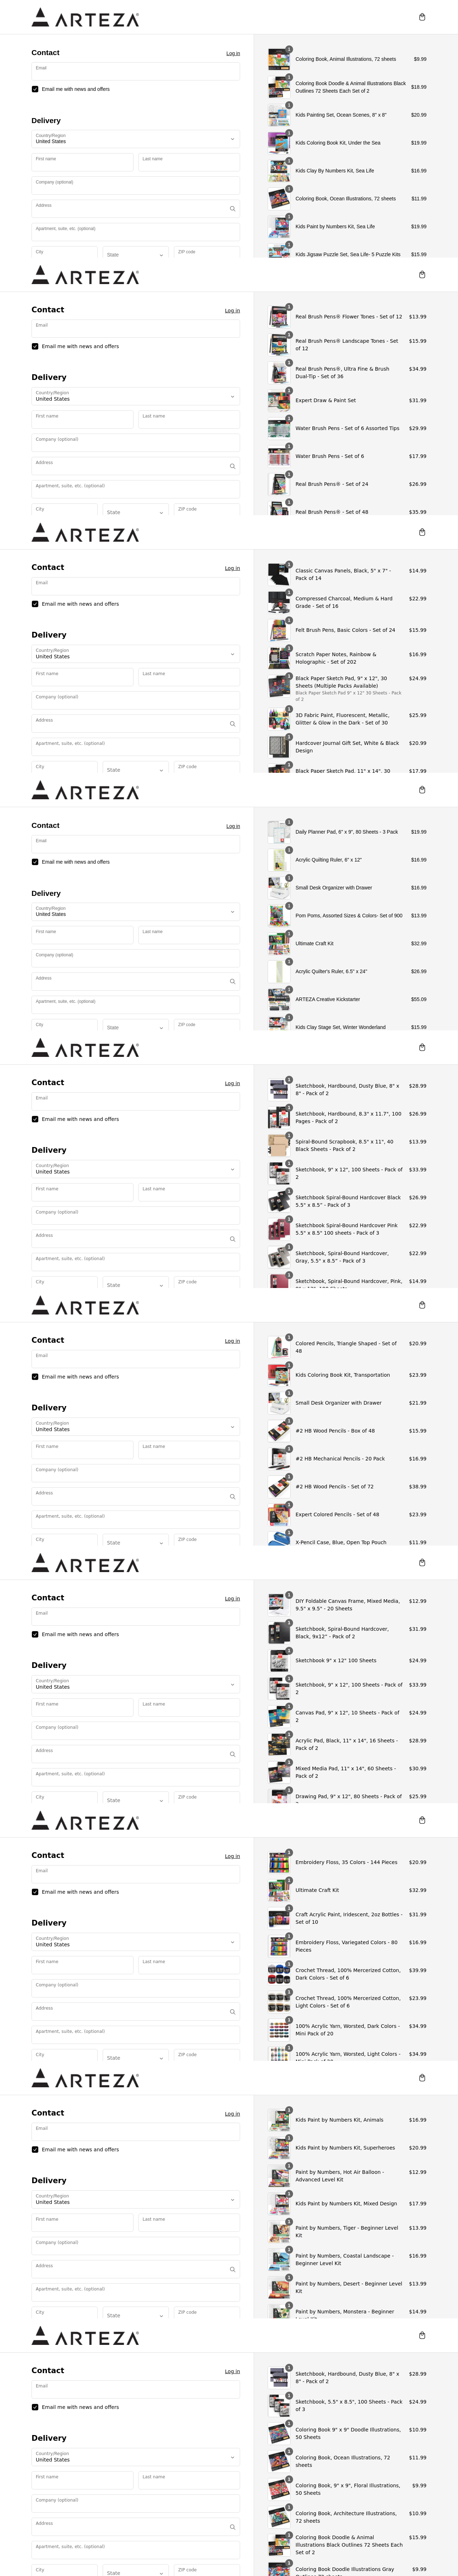 ARTEZA
Contact
Log in
Email
Email me with news and offers
Delivery
Country/Region
United States
First name
Last name
Company (optional)
Address
Apartment, suite, etc. (optional)
City
State
ZIP code
1
Coloring Book, Animal Illustrations, 72 sheets
$9.99
1
Coloring Book Doodle & Animal Illustrations Black
Outlines 72 Sheets Each Set of 2
$18.99
1
Kids Painting Set, Ocean Scenes, 8" x 8"
$20.99
1
Kids Coloring Book Kit, Under the Sea
$19.99
1
Kids Clay By Numbers Kit, Sea Life
$16.99
1
Coloring Book, Ocean Illustrations, 72 sheets
$11.99
1
Kids Paint by Numbers Kit, Sea Life
$19.99
1
Kids Jigsaw Puzzle Set, Sea Life- 5 Puzzle Kits
$15.99
ARTEZA
Contact
Log in
Email
Email me with news and offers
Delivery
Country/Region
United States
First name
Last name
Company (optional)
Address
Apartment, suite, etc. (optional)
City
State
ZIP code
1
Real Brush Pens® Flower Tones - Set of 12
$13.99
1
Real Brush Pens® Landscape Tones - Set
of 12
$15.99
1
Real Brush Pens®, Ultra Fine & Brush
Dual-Tip - Set of 36
$34.99
1
Expert Draw & Paint Set
$31.99
1
Water Brush Pens - Set of 6 Assorted Tips
$29.99
1
Water Brush Pens - Set of 6
$17.99
1
Real Brush Pens® - Set of 24
$26.99
1
Real Brush Pens® - Set of 48
$35.99
ARTEZA
Contact
Log in
Email
Email me with news and offers
Delivery
Country/Region
United States
First name
Last name
Company (optional)
Address
Apartment, suite, etc. (optional)
City
State
ZIP code
1
Classic Canvas Panels, Black, 5" x 7" -
Pack of 14
$14.99
1
Compressed Charcoal, Medium & Hard
Grade - Set of 16
$22.99
1
Felt Brush Pens, Basic Colors - Set of 24
$15.99
1
Scratch Paper Notes, Rainbow &
Holographic - Set of 202
$16.99
1
Black Paper Sketch Pad, 9" x 12", 30
Sheets (Multiple Packs Available)
Black Paper Sketch Pad 9" x 12" 30 Sheets - Pack
of 2
$24.99
1
3D Fabric Paint, Fluorescent, Metallic,
Glitter & Glow in the Dark - Set of 30
$25.99
1
Hardcover Journal Gift Set, White & Black
Design
$20.99
1
Black Paper Sketch Pad, 11" x 14", 30
$17.99
ARTEZA
Contact
Log in
Email
Email me with news and offers
Delivery
Country/Region
United States
First name
Last name
Company (optional)
Address
Apartment, suite, etc. (optional)
City
State
ZIP code
1
Daily Planner Pad, 6" x 9", 80 Sheets - 3 Pack
$19.99
1
Acrylic Quilting Ruler, 6" x 12"
$16.99
1
Small Desk Organizer with Drawer
$16.99
1
Pom Poms, Assorted Sizes & Colors- Set of 900
$13.99
1
Ultimate Craft Kit
$32.99
1
Acrylic Quilter's Ruler, 6.5" x 24"
$26.99
1
ARTEZA Creative Kickstarter
$55.09
1
Kids Clay Stage Set, Winter Wonderland
$15.99
ARTEZA
Contact
Log in
Email
Email me with news and offers
Delivery
Country/Region
United States
First name
Last name
Company (optional)
Address
Apartment, suite, etc. (optional)
City
State
ZIP code
1
Sketchbook, Hardbound, Dusty Blue, 8" x
8" - Pack of 2
$28.99
1
Sketchbook, Hardbound, 8.3" x 11.7", 100
Pages - Pack of 2
$26.99
1
Spiral-Bound Scrapbook, 8.5" x 11", 40
Black Sheets - Pack of 2
$13.99
1
Sketchbook, 9" x 12", 100 Sheets - Pack of
2
$33.99
1
Sketchbook Spiral-Bound Hardcover Black
5.5" x 8.5" - Pack of 3
$26.99
1
Sketchbook Spiral-Bound Hardcover Pink
5.5" x 8.5" 100 sheets - Pack of 3
$22.99
1
Sketchbook, Spiral-Bound Hardcover,
Gray, 5.5" x 8.5" - Pack of 3
$22.99
1
Sketchbook, Spiral-Bound Hardcover, Pink,
$14.99
ARTEZA
Contact
Log in
Email
Email me with news and offers
Delivery
Country/Region
United States
First name
Last name
Company (optional)
Address
Apartment, suite, etc. (optional)
City
State
ZIP code
1
Colored Pencils, Triangle Shaped - Set of
48
$20.99
1
Kids Coloring Book Kit, Transportation
$23.99
1
Small Desk Organizer with Drawer
$21.99
1
#2 HB Wood Pencils - Box of 48
$15.99
1
#2 HB Mechanical Pencils - 20 Pack
$16.99
1
#2 HB Wood Pencils - Set of 72
$38.99
1
Expert Colored Pencils - Set of 48
$23.99
1
X-Pencil Case, Blue, Open Top Pouch
$11.99
ARTEZA
Contact
Log in
Email
Email me with news and offers
Delivery
Country/Region
United States
First name
Last name
Company (optional)
Address
Apartment, suite, etc. (optional)
City
State
ZIP code
1
DIY Foldable Canvas Frame, Mixed Media,
9.5" x 9.5" - 20 Sheets
$12.99
1
Sketchbook, Spiral-Bound Hardcover,
Black, 9x12" - Pack of 2
$31.99
1
Sketchbook 9" x 12" 100 Sheets
$24.99
1
Sketchbook, 9" x 12", 100 Sheets - Pack of
2
$33.99
1
Canvas Pad, 9" x 12", 10 Sheets - Pack of
2
$24.99
1
Acrylic Pad, Black, 11" x 14", 16 Sheets -
Pack of 2
$28.99
1
Mixed Media Pad, 11" x 14", 60 Sheets -
Pack of 2
$30.99
1
Drawing Pad, 9" x 12", 80 Sheets - Pack of
$25.99
ARTEZA
Contact
Log in
Email
Email me with news and offers
Delivery
Country/Region
United States
First name
Last name
Company (optional)
Address
Apartment, suite, etc. (optional)
City
State
ZIP code
1
Embroidery Floss, 35 Colors - 144 Pieces
$20.99
1
Ultimate Craft Kit
$32.99
1
Craft Acrylic Paint, Iridescent, 2oz Bottles -
Set of 10
$31.99
1
Embroidery Floss, Variegated Colors - 80
Pieces
$16.99
1
Crochet Thread, 100% Mercerized Cotton,
Dark Colors - Set of 6
$39.99
1
Crochet Thread, 100% Mercerized Cotton,
Light Colors - Set of 6
$23.99
1
100% Acrylic Yarn, Worsted, Dark Colors -
Mini Pack of 20
$34.99
1
100% Acrylic Yarn, Worsted, Light Colors -
$34.99
ARTEZA
Contact
Log in
Email
Email me with news and offers
Delivery
Country/Region
United States
First name
Last name
Company (optional)
Address
Apartment, suite, etc. (optional)
City
State
ZIP code
1
Kids Paint by Numbers Kit, Animals
$16.99
1
Kids Paint by Numbers Kit, Superheroes
$20.99
1
Paint by Numbers, Hot Air Balloon -
Advanced Level Kit
$12.99
1
Kids Paint by Numbers Kit, Mixed Design
$17.99
1
Paint by Numbers, Tiger - Beginner Level
Kit
$13.99
1
Paint by Numbers, Coastal Landscape -
Beginner Level Kit
$16.99
1
Paint by Numbers, Desert - Beginner Level
Kit
$13.99
1
Paint by Numbers, Monstera - Beginner
$14.99
ARTEZA
Contact
Log in
Email
Email me with news and offers
Delivery
Country/Region
United States
First name
Last name
Company (optional)
Address
Apartment, suite, etc. (optional)
City
State
ZIP code
1
Sketchbook, Hardbound, Dusty Blue, 8" x
8" - Pack of 2
$28.99
1
Sketchbook, 5.5" x 8.5", 100 Sheets - Pack
of 3
$24.99
1
Coloring Book 9" x 9" Doodle Illustrations,
50 Sheets
$10.99
1
Coloring Book, Ocean Illustrations, 72
sheets
$11.99
1
Coloring Book, 9" x 9", Floral Illustrations,
50 Sheets
$9.99
1
Coloring Book, Architecture Illustrations,
72 sheets
$10.99
1
Coloring Book Doodle & Animal
Illustrations Black Outlines 72 Sheets Each
Set of 2
$15.99
1
Coloring Book Doodle Illustrations Gray
$9.99